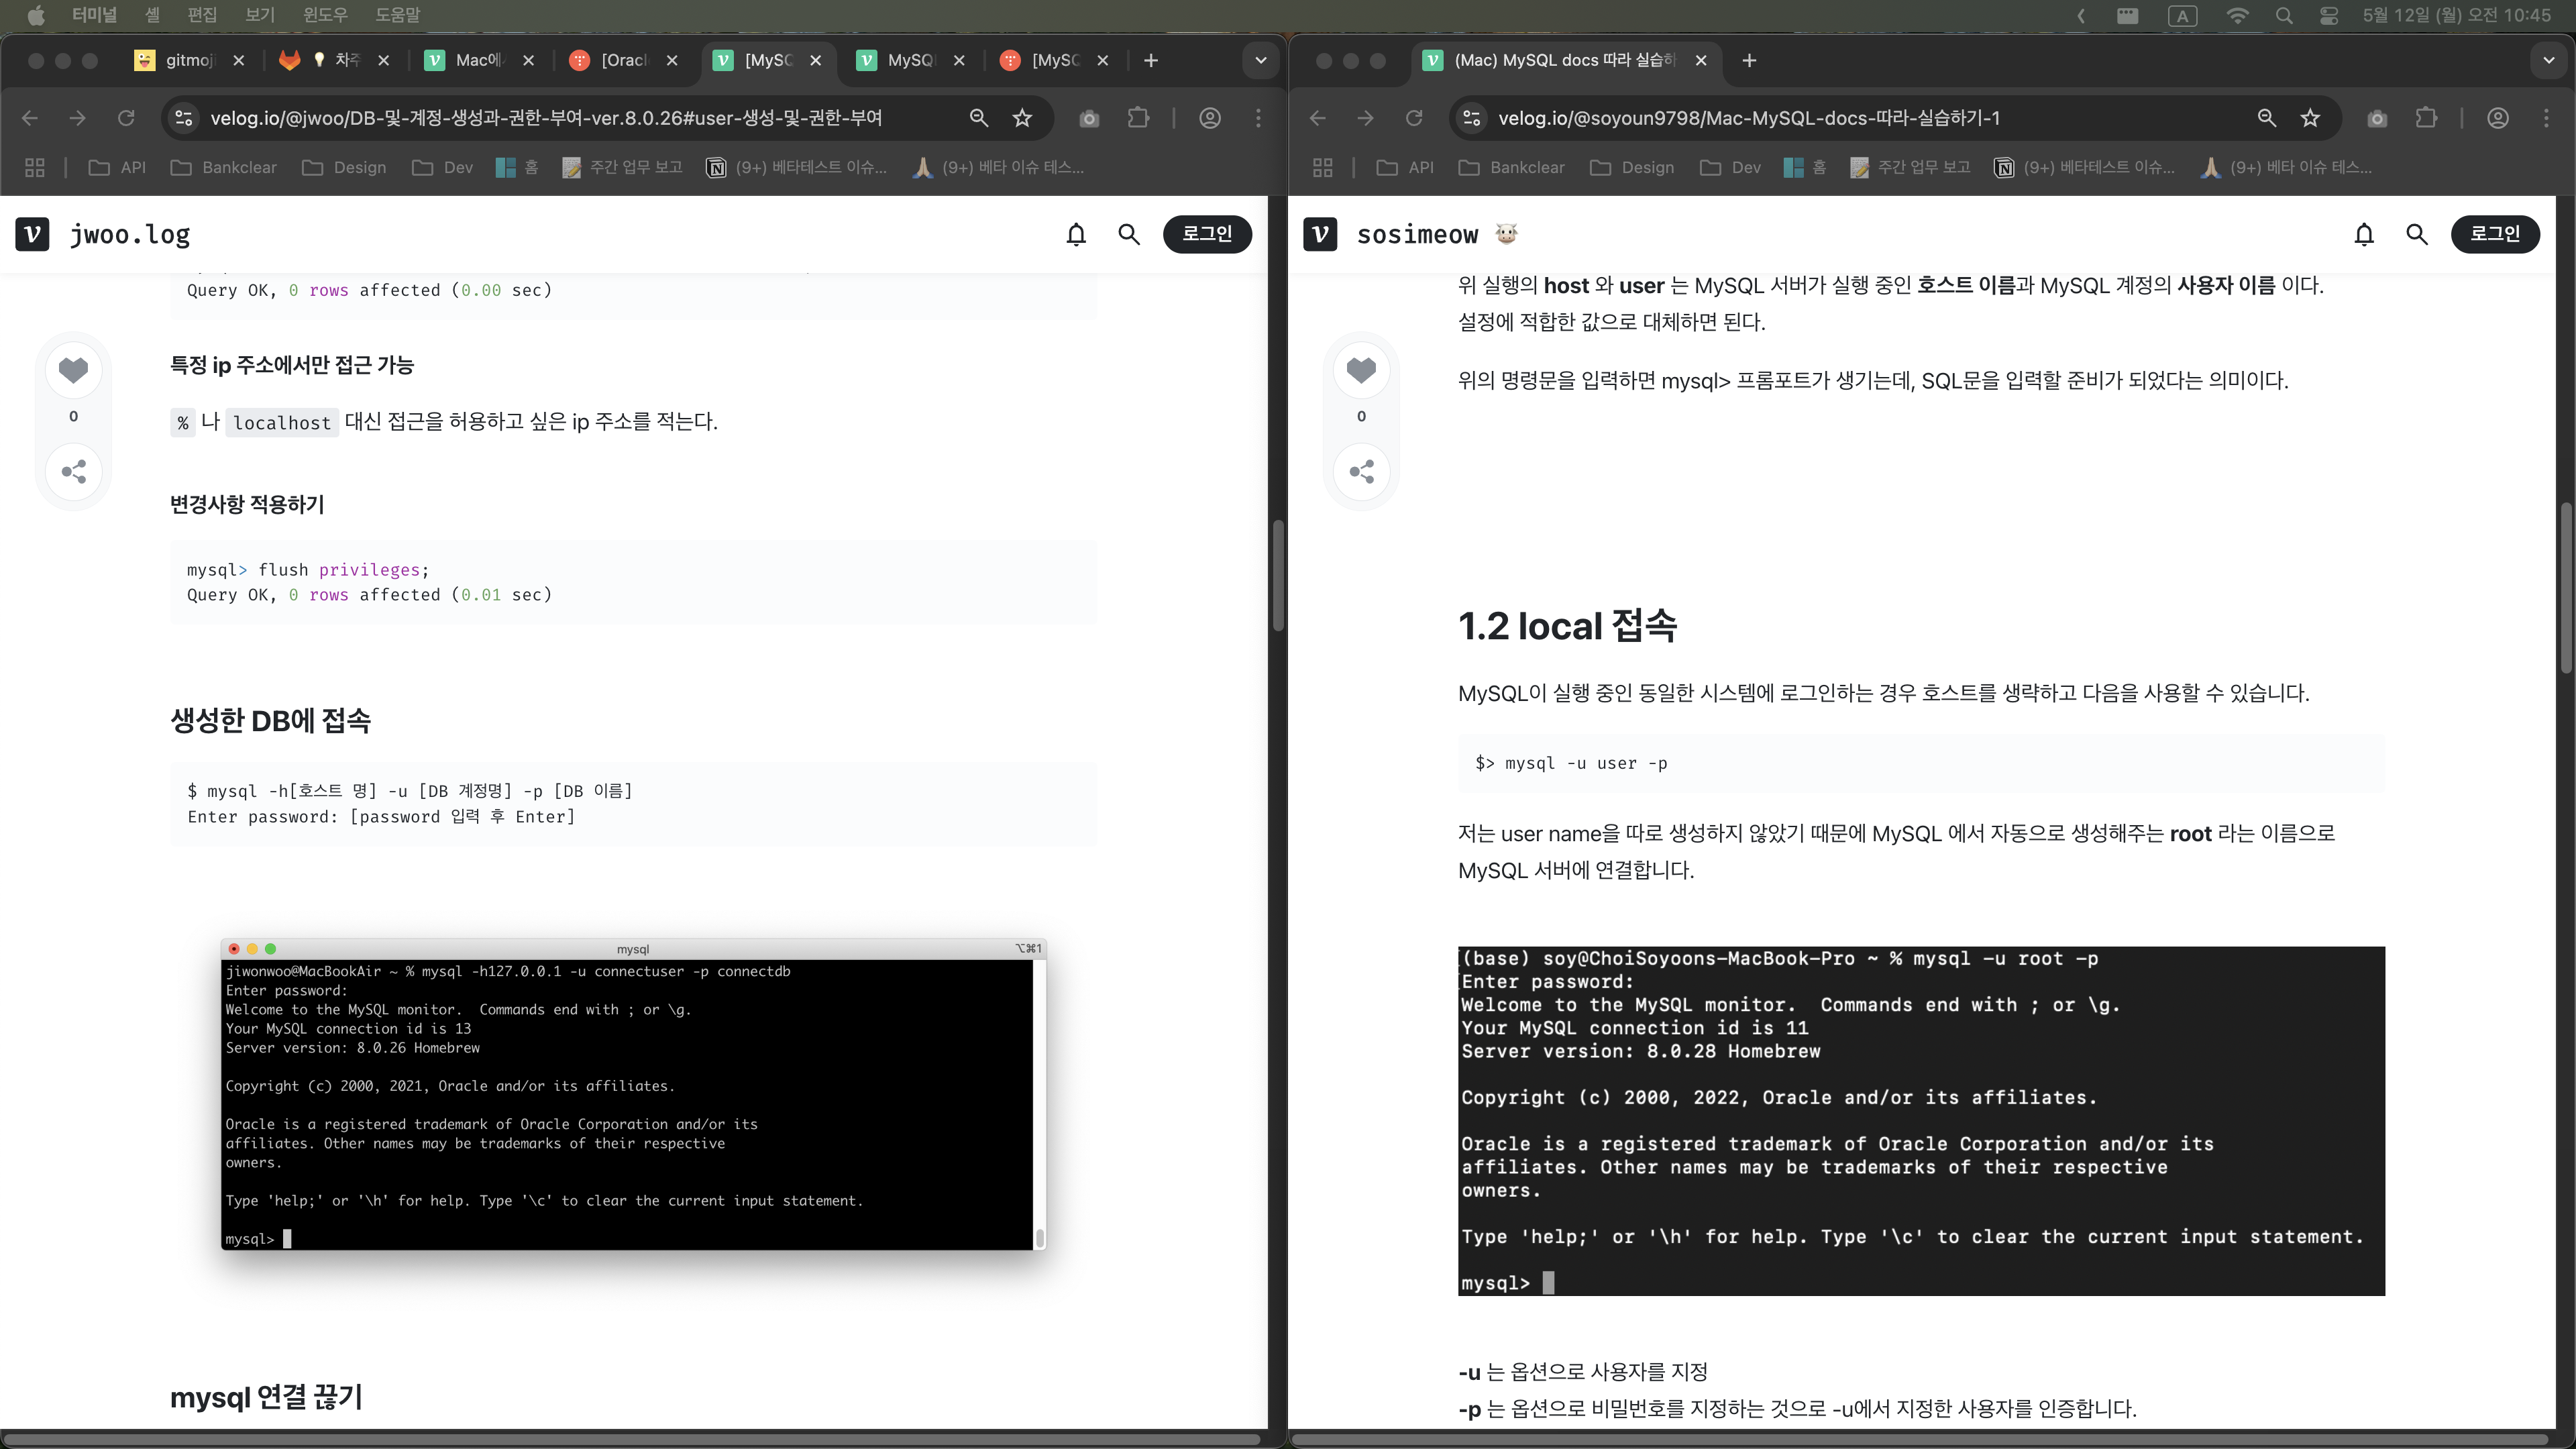 터미널 셸 편집 보기 윈도우 도움말
A 5월 12일 (월) 오전 10:45
gitmoji
차주
Mac에
[Oracl
[MySQ
MySQ
[MySQ
velog.io/@jwoo/DB-및-계정-생성과-권한-부여-ver.8.0.26#user-생성-및-권한-부여
API Bankclear Design Dev 홈 주간 업무 보고 (9+) 베타테스트 이슈... (9+) 베타 이슈 테스...
jwoo.log
로그인
Query OK, 0 rows affected (0.00 sec)
특정 ip 주소에서만 접근 가능
0
% 나 localhost 대신 접근을 허용하고 싶은 ip 주소를 적는다.
변경사항 적용하기
mysql> flush privileges;
Query OK, 0 rows affected (0.01 sec)
생성한 DB에 접속
$ mysql -h[호스트 명] -u [DB 계정명] -p [DB 이름]
Enter password: [password 입력 후 Enter]
mysql
⌥⌘1
jiwonwoo@MacBookAir ~ % mysql -h127.0.0.1 -u connectuser -p connectdb
Enter password:
Welcome to the MySQL monitor.  Commands end with ; or \g.
Your MySQL connection id is 13
Server version: 8.0.26 Homebrew
Copyright (c) 2000, 2021, Oracle and/or its affiliates.
Oracle is a registered trademark of Oracle Corporation and/or its
affiliates. Other names may be trademarks of their respective
owners.
Type 'help;' or '\h' for help. Type '\c' to clear the current input statement.
mysql>
mysql 연결 끊기
(Mac) MySQL docs 따라 실습하
velog.io/@soyoun9798/Mac-MySQL-docs-따라-실습하기-1
API Bankclear Design Dev 홈 주간 업무 보고 (9+) 베타테스트 이슈... (9+) 베타 이슈 테스...
sosimeow
로그인
위 실행의 host 와 user 는 MySQL 서버가 실행 중인 호스트 이름과 MySQL 계정의 사용자 이름 이다.
설정에 적합한 값으로 대체하면 된다.
위의 명령문을 입력하면 mysql> 프롬포트가 생기는데, SQL문을 입력할 준비가 되었다는 의미이다.
0
1.2 local 접속
MySQL이 실행 중인 동일한 시스템에 로그인하는 경우 호스트를 생략하고 다음을 사용할 수 있습니다.
$> mysql -u user -p
저는 user name을 따로 생성하지 않았기 때문에 MySQL 에서 자동으로 생성해주는 root 라는 이름으로
MySQL 서버에 연결합니다.
(base) soy@ChoiSoyoons-MacBook-Pro ~ % mysql -u root -p
Enter password:
Welcome to the MySQL monitor.  Commands end with ; or \g.
Your MySQL connection id is 11
Server version: 8.0.28 Homebrew
Copyright (c) 2000, 2022, Oracle and/or its affiliates.
Oracle is a registered trademark of Oracle Corporation and/or its
affiliates. Other names may be trademarks of their respective
owners.
Type 'help;' or '\h' for help. Type '\c' to clear the current input statement.
mysql>
-u 는 옵션으로 사용자를 지정
-p 는 옵션으로 비밀번호를 지정하는 것으로 -u에서 지정한 사용자를 인증합니다.